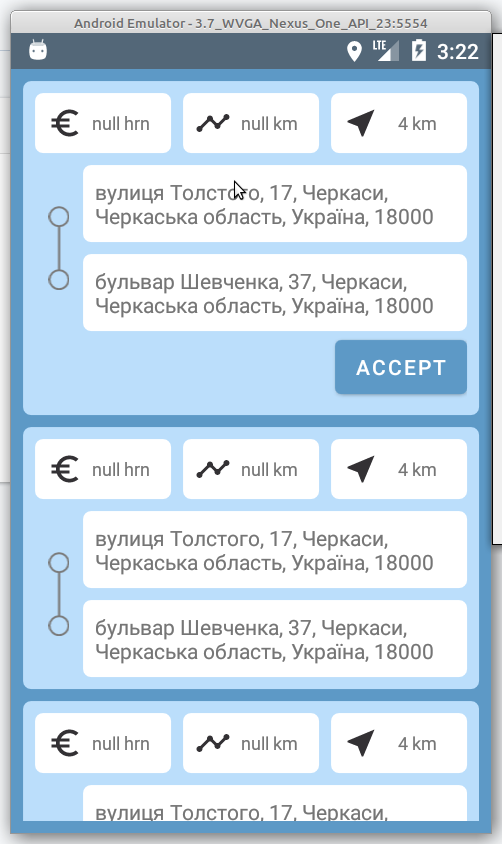 Android Emulator - 3.7_WVGA_Nexus_One_API_23:5554
LTE 3:22
null hrn null km 4 km
вулиця Толстого, 17, Черкаси,
Черкаська область, Україна, 18000
бульвар Шевченка, 37, Черкаси,
Черкаська область, Україна, 18000
ACCEPT
null hrn null km 4 km
вулиця Толстого, 17, Черкаси,
Черкаська область, Україна, 18000
бульвар Шевченка, 37, Черкаси,
Черкаська область, Україна, 18000
null hrn null km 4 km
вулиця Толстого, 17, Черкаси,